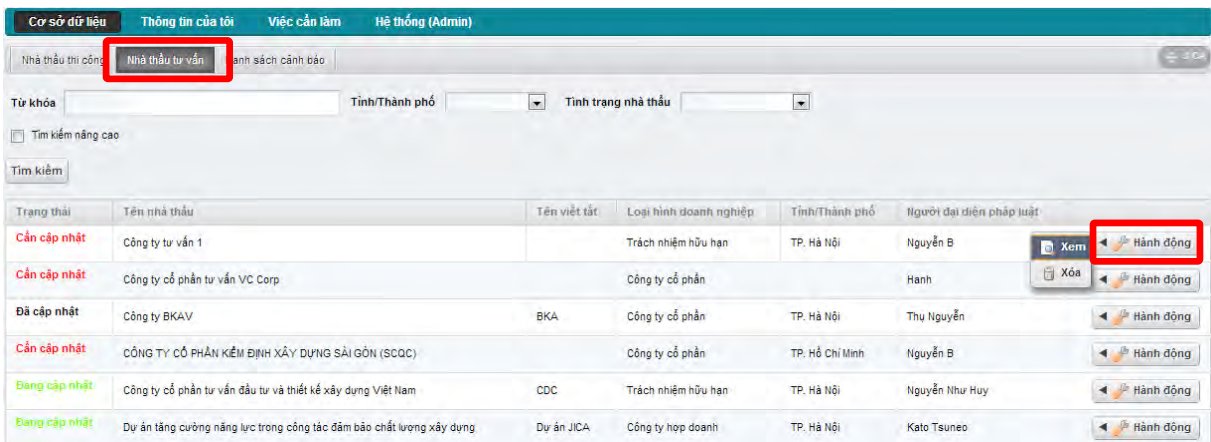 Cơ sở dữ liệu Thông tin của tôi Việc cần làm Hệ thống (Admin)
Nhà thầu thi công Nhà thầu tư vấn anh sách cảnh báo
Từ khóa Tỉnh/Thành phố Tình trạng nhà thầu
Tìm kiếm nâng cao
Tìm kiếm
Trạng thái Tên nhà thầu Tên viết tắt Loại hình doanh nghiệp Tỉnh/Thành phố Người đại diện pháp luật
Cần cập nhật Công ty tư vấn 1 Trách nhiệm hữu hạn TP. Hà Nội Nguyễn B Xem Hành động
Xóa
Cần cập nhật Công ty cổ phần tư vấn VC Corp Công ty cổ phần Hanh Hành động
Đã cập nhật Công ty BKAV BKA Công ty cổ phần TP. Hà Nội Thụ Nguyễn Hành động
Cần cập nhật CÔNG TY CỔ PHẦN KIỂM ĐỊNH XÂY DỰNG SÀI GÒN (SCQC) Công ty cổ phần TP. Hồ Chí Minh Nguyễn B Hành động
Đang cập nhật Công ty cổ phần tư vấn đầu tư và thiết kế xây dựng Việt Nam CDC Trách nhiệm hữu hạn TP. Hà Nội Nguyễn Như Huy Hành động
Đang cập nhật Dự án tăng cường năng lực trong công tác đảm bảo chất lượng xây dựng Dự án JICA Công ty hợp doanh TP. Hà Nội Kato Tsuneo Hành động